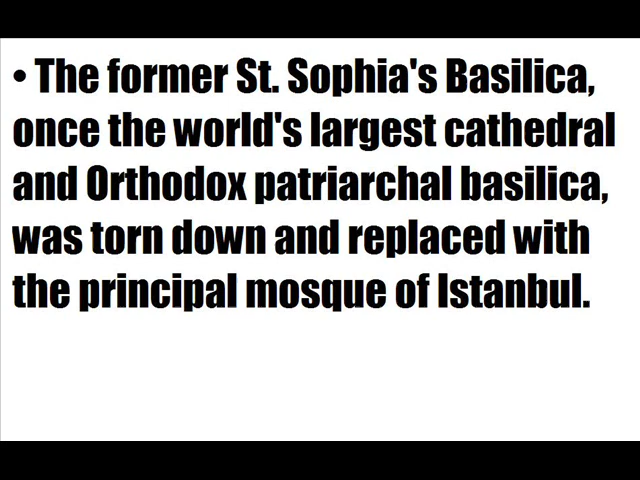 • The former St. Sophia's Basilica,
once the world's largest cathedral
and Orthodox patriarchal basilica,
was torn down and replaced with
the principal mosque of Istanbul.